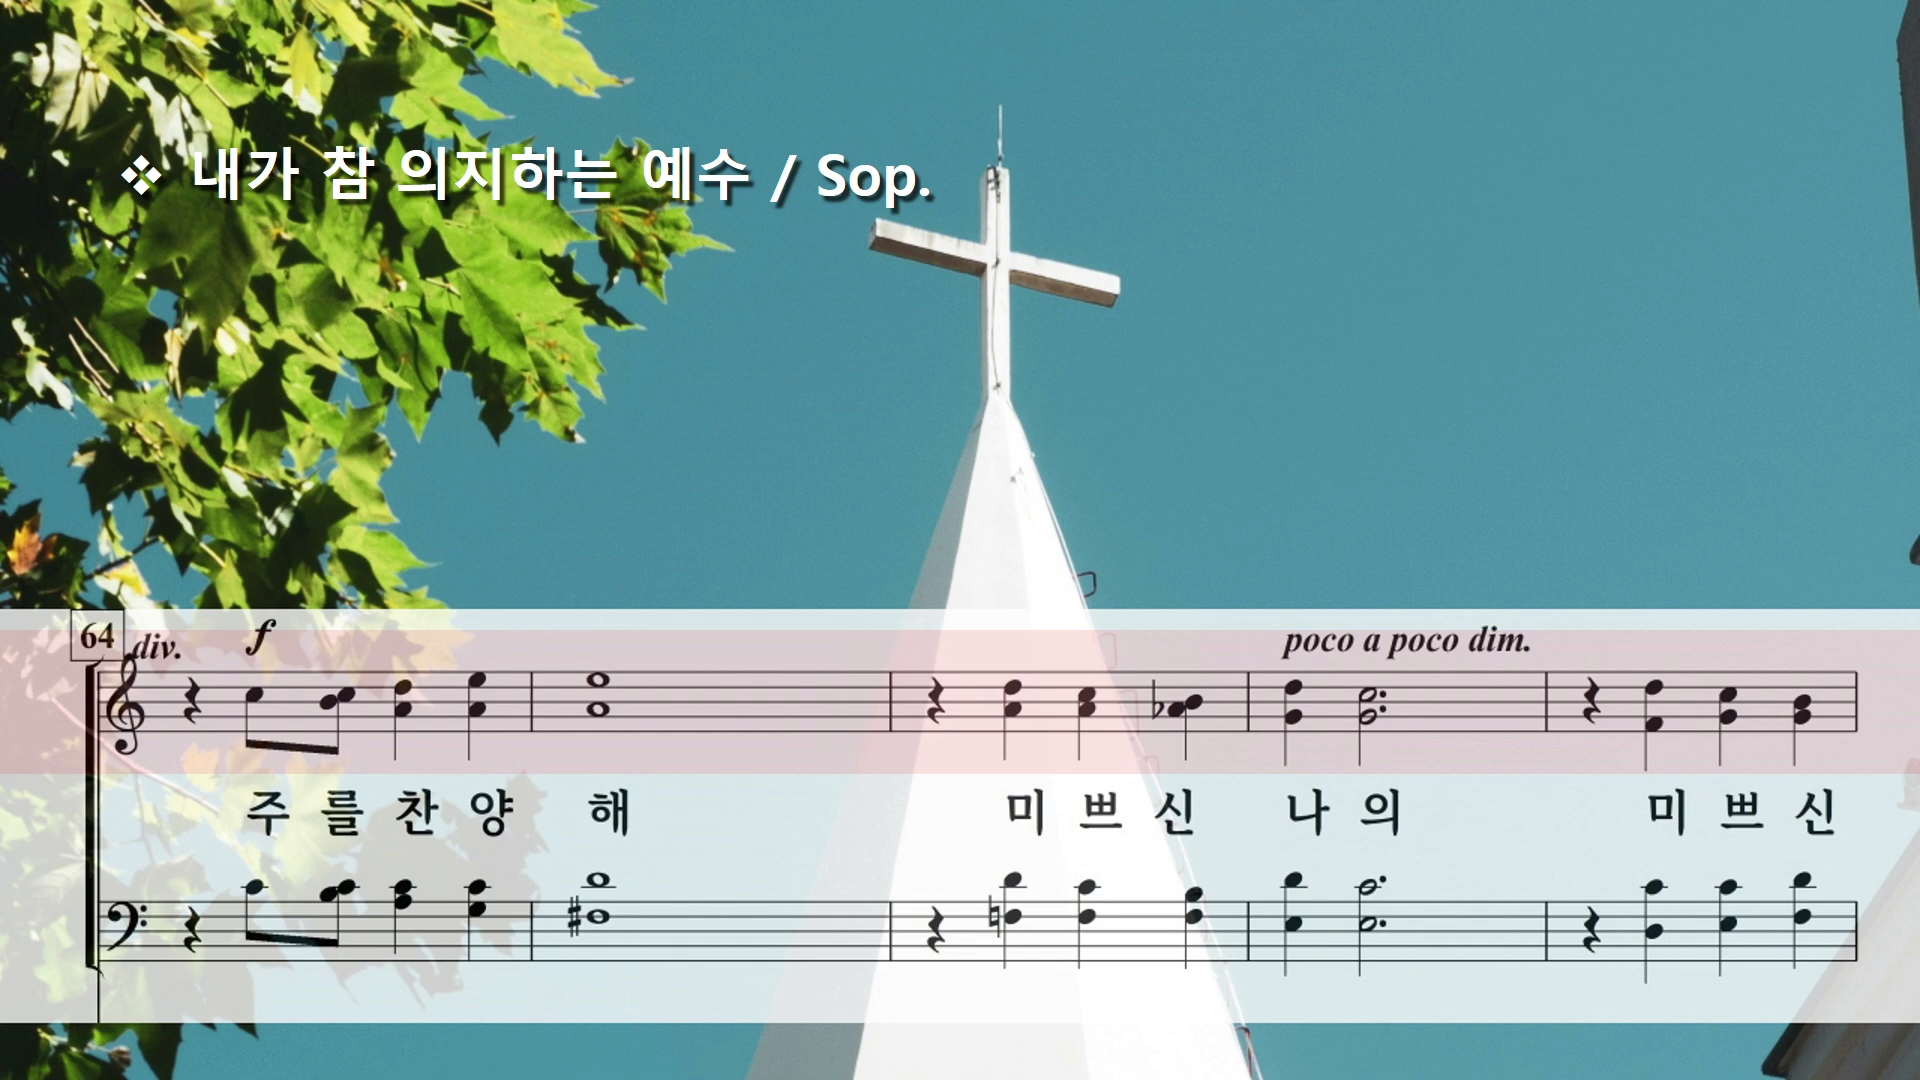 ❖ 내가 참 의지하는 예수 / Sop.
64 div. f poco a poco dim.
주 를 찬 양 해 미 쁘 신 나 의 미 쁘 신